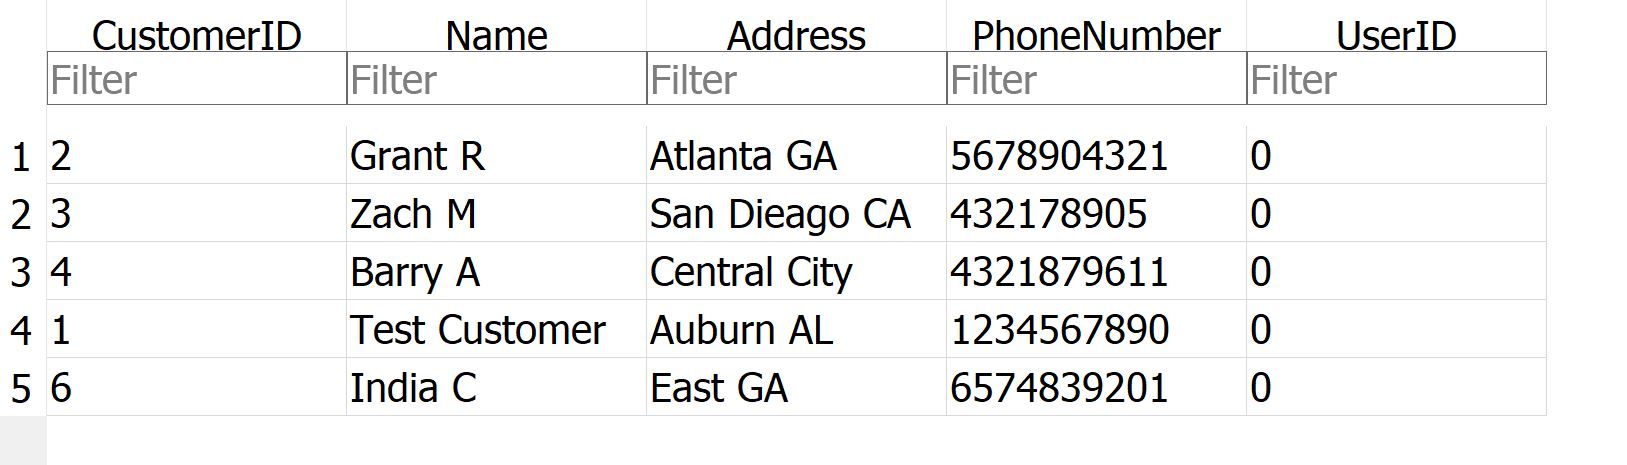 CustomerID Name Address PhoneNumber UserID
Filter Filter Filter Filter Filter
1 2 Grant R Atlanta GA 5678904321 0
2 3 Zach M San Dieago CA 432178905 0
3 4 Barry A Central City 4321879611 0
4 1 Test Customer Auburn AL 1234567890 0
5 6 India C East GA 6574839201 0